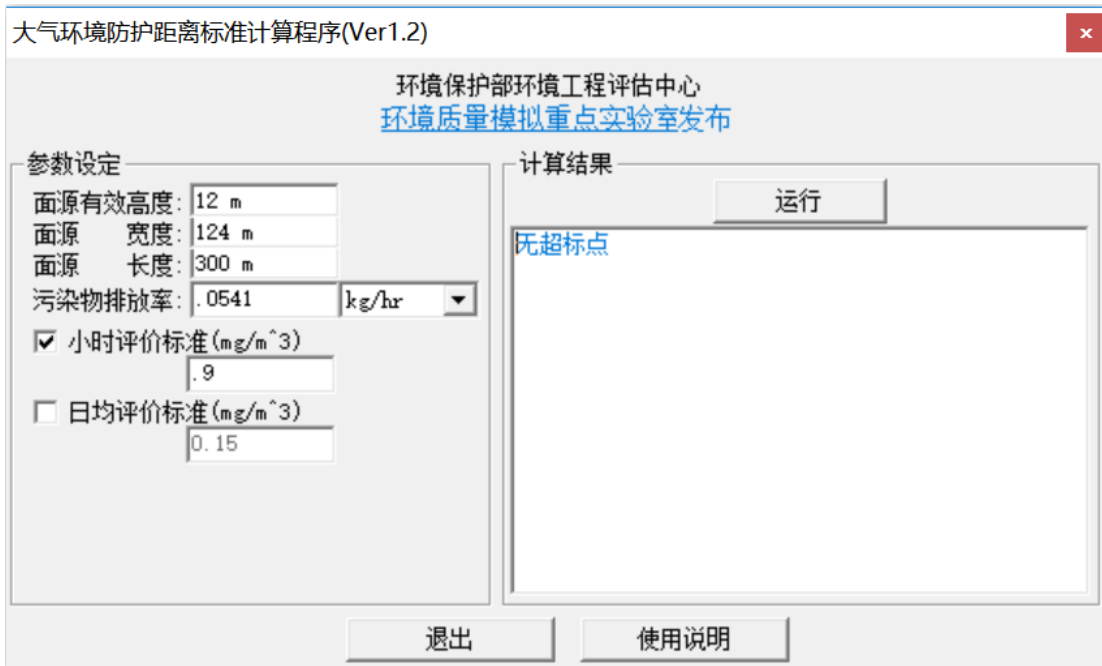 大气环境防护距离标准计算程序(Ver1.2)
×
环境保护部环境工程评估中心
环境质量模拟重点实验室发布
参数设定
面源有效高度: 12 m
面源 宽度: 124 m
面源 长度: 300 m
污染物排放率: .0541 kg/hr
小时评价标准(mg/m^3)
.9
日均评价标准(mg/m^3)
0.15
计算结果
运行
无超标点
退出
使用说明